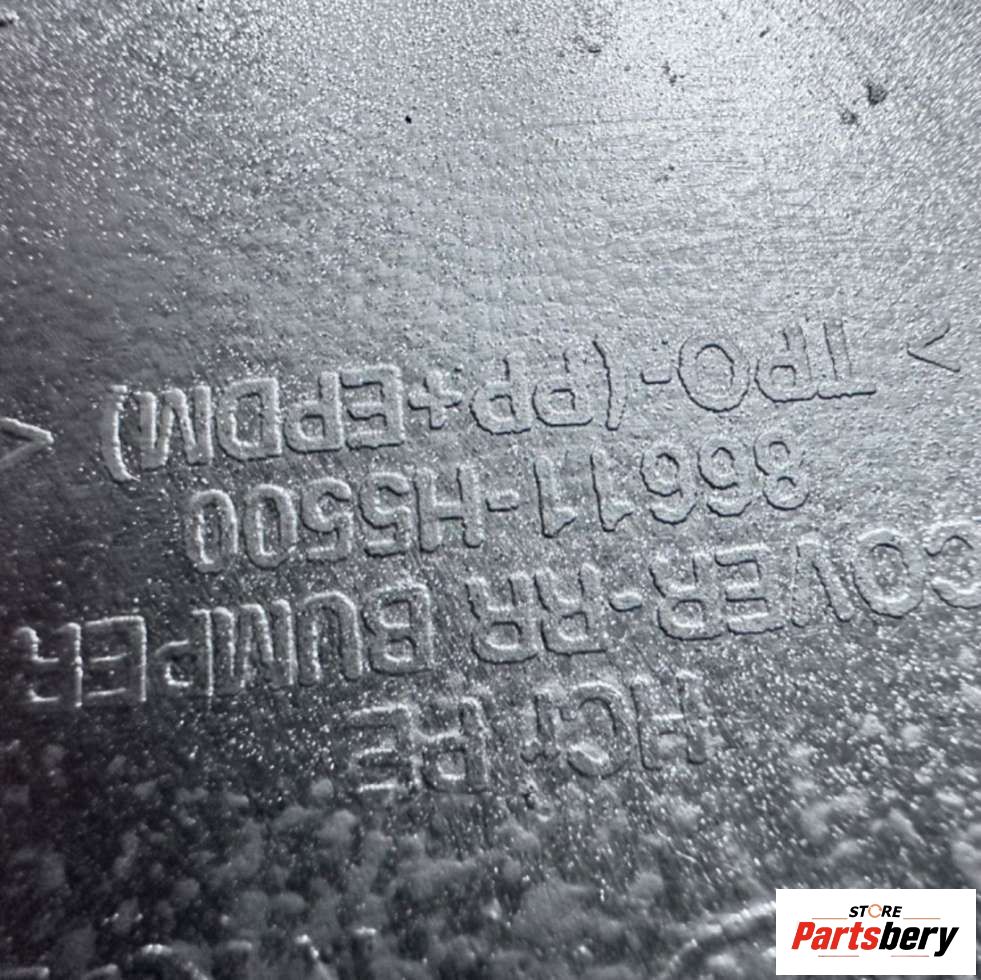 HCr PE
COVER-RR BUMPER
86611-H5500
>TPO-(PP+EPDM)<
STORE
Partsbery